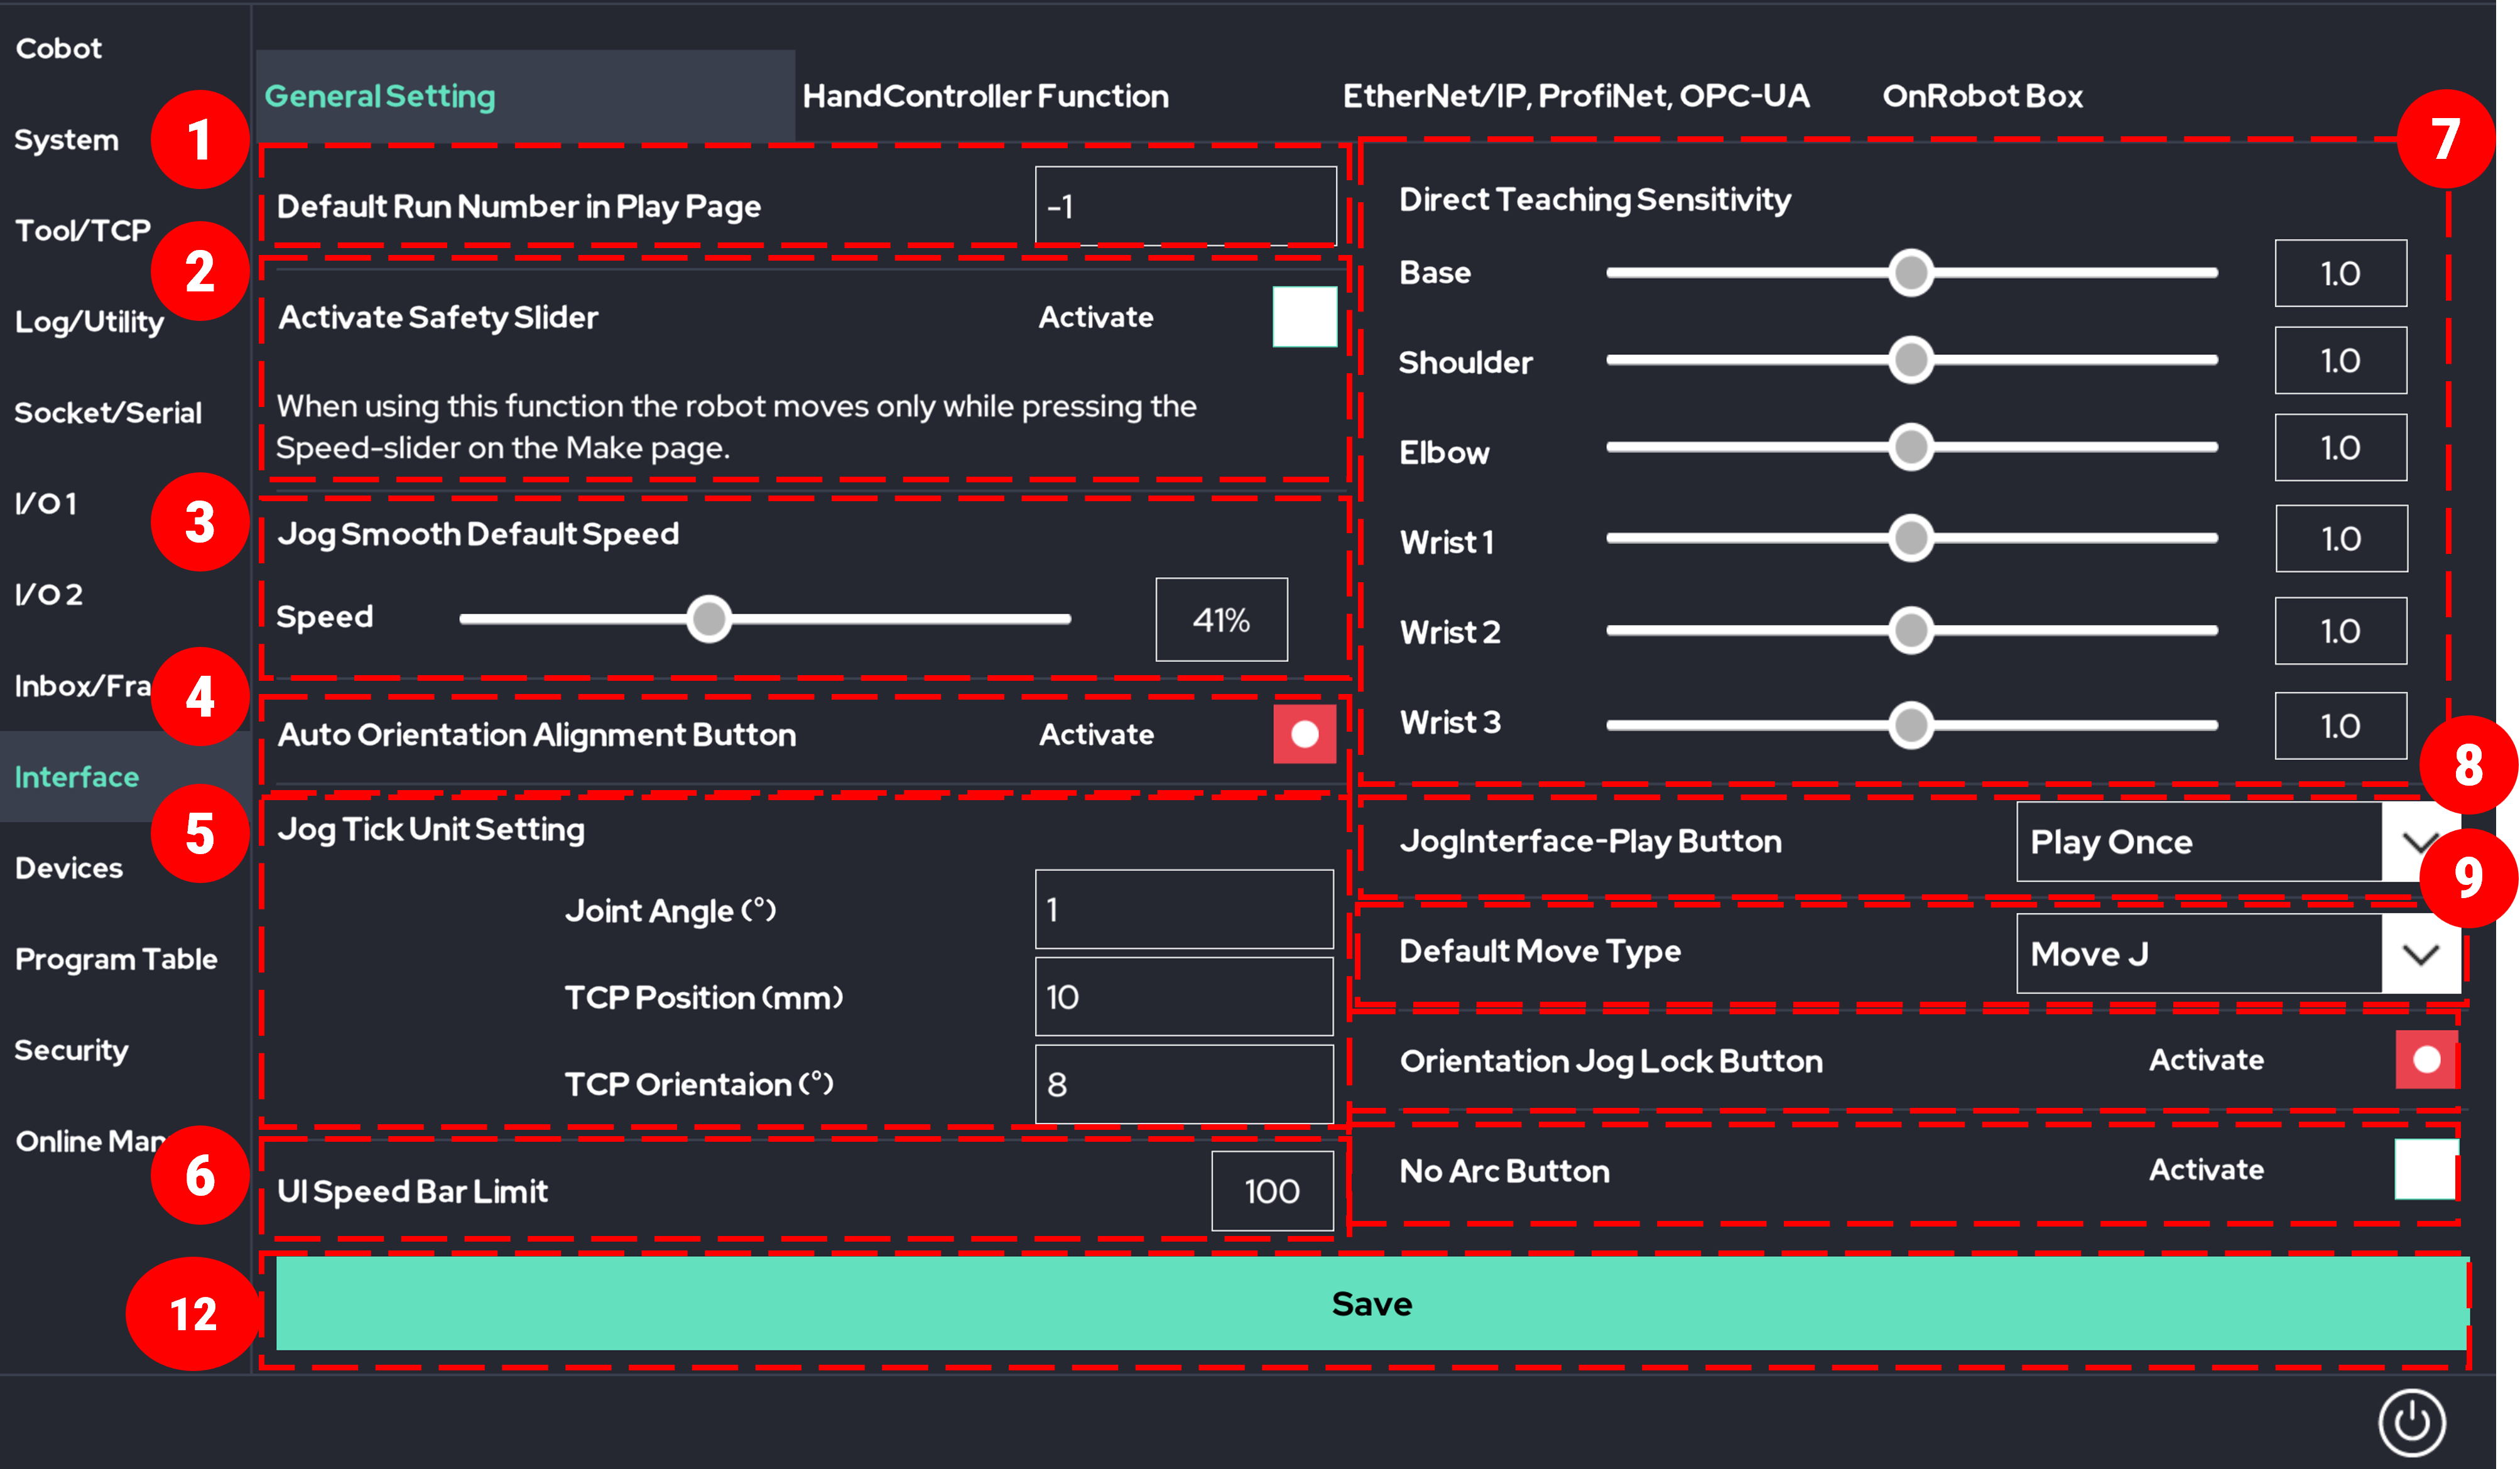 Cobot
System
Tool/TCP
Log/Utility
Socket/Serial
I/O 1
I/O 2
Inbox/Fra
Interface
Devices
Program Table
Security
Online Man
General Setting
HandController Function
EtherNet/IP, ProfiNet, OPC-UA
OnRobot Box
1
Default Run Number in Play Page
-1
2
Activate Safety Slider
Activate
When using this function the robot moves only while pressing the
Speed-slider on the Make page.
3
Jog Smooth Default Speed
Speed
41%
4
Auto Orientation Alignment Button
Activate
5
Jog Tick Unit Setting
Joint Angle (°)
1
TCP Position (mm)
10
TCP Orientaion (°)
8
6
UI Speed Bar Limit
100
7
Direct Teaching Sensitivity
Base
1.0
Shoulder
1.0
Elbow
1.0
Wrist 1
1.0
Wrist 2
1.0
Wrist 3
1.0
8
JogInterface-Play Button
Play Once
9
Default Move Type
Move J
Orientation Jog Lock Button
Activate
No Arc Button
Activate
12
Save